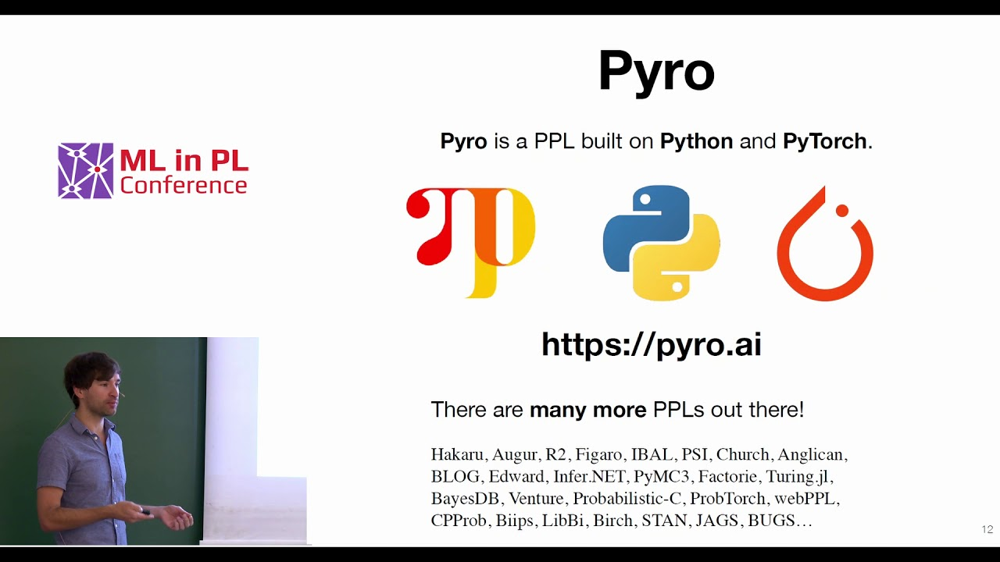 Pyro
Pyro is a PPL built on Python and PyTorch.
ML in PL
Conference
https://pyro.ai
There are many more PPLs out there!
Hakaru, Augur, R2, Figaro, IBAL, PSI, Church, Anglican,
BLOG, Edward, Infer.NET, PyMC3, Factorie, Turing.jl,
BayesDB, Venture, Probabilistic-C, ProbTorch, webPPL,
CPProb, Biips, LibBi, Birch, STAN, JAGS, BUGS…
12